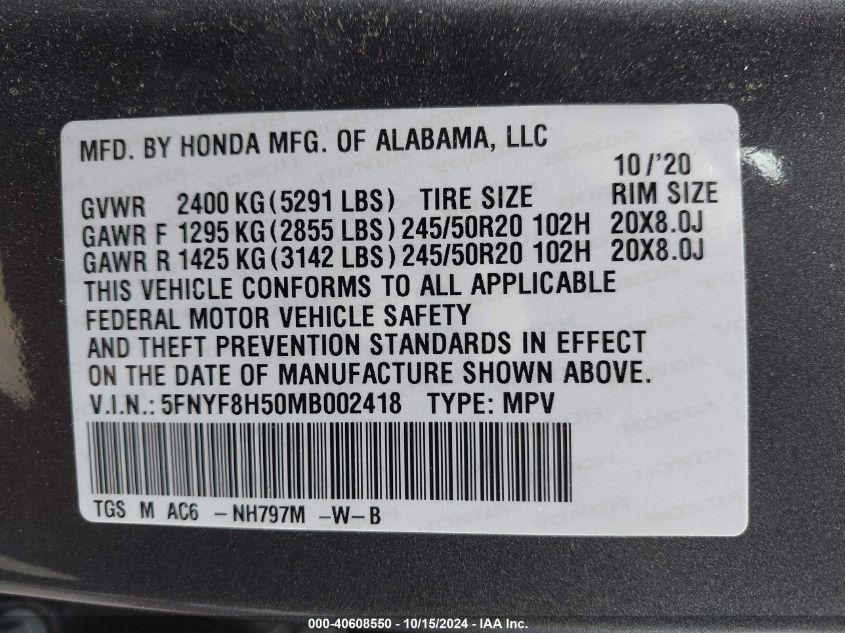 MFD. BY HONDA MFG. OF ALABAMA, LLC
10/'20
GVWR 2400 KG (5291 LBS) TIRE SIZE RIM SIZE
GAWR F 1295 KG (2855 LBS) 245/50R20 102H 20X8.0J
GAWR R 1425 KG (3142 LBS) 245/50R20 102H 20X8.0J
THIS VEHICLE CONFORMS TO ALL APPLICABLE
FEDERAL MOTOR VEHICLE SAFETY
AND THEFT PREVENTION STANDARDS IN EFFECT
ON THE DATE OF MANUFACTURE SHOWN ABOVE.
V.I.N.: 5FNYF8H50MB002418 TYPE: MPV
TGS M AC6 -NH797M -W-B
000-40608550 - 10/15/2024 - IAA Inc.